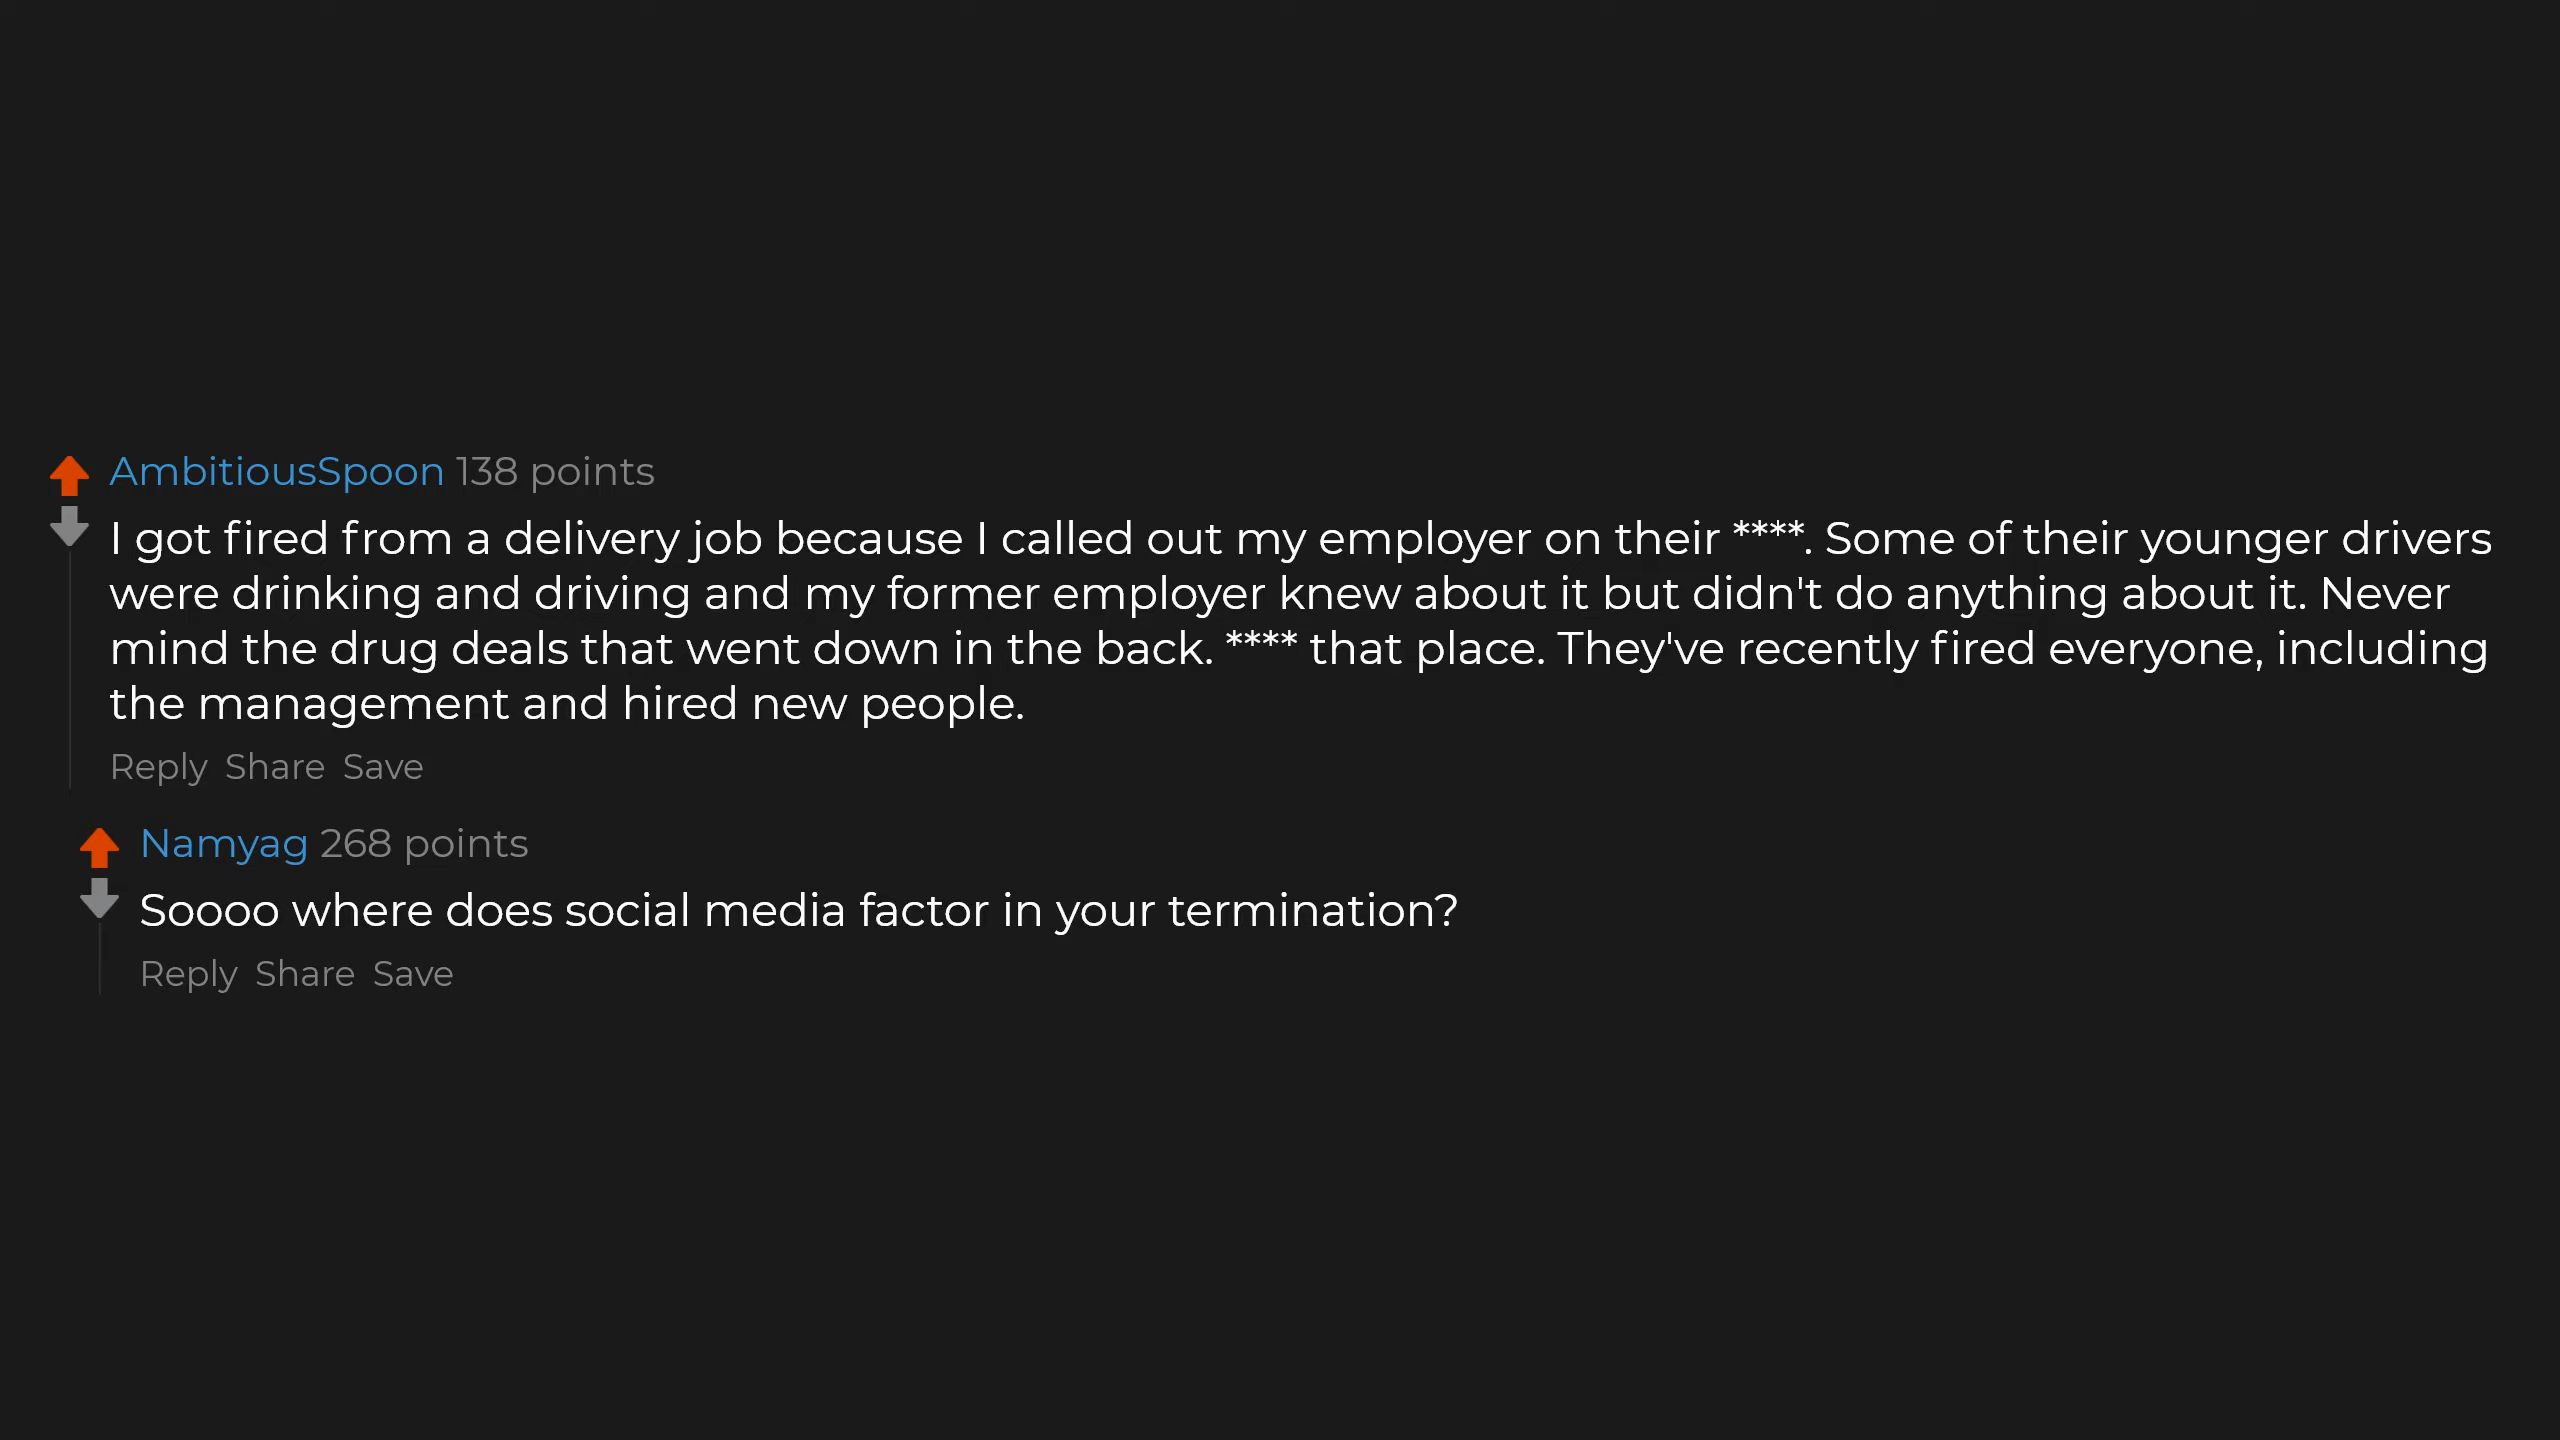 AmbitiousSpoon 138 points
I got fired from a delivery job because I called out my employer on their ****. Some of their younger drivers
were drinking and driving and my former employer knew about it but didn't do anything about it. Never
mind the drug deals that went down in the back. **** that place. They've recently fired everyone, including
the management and hired new people.
Reply Share Save
Namyag 268 points
Soooo where does social media factor in your termination?
Reply Share Save